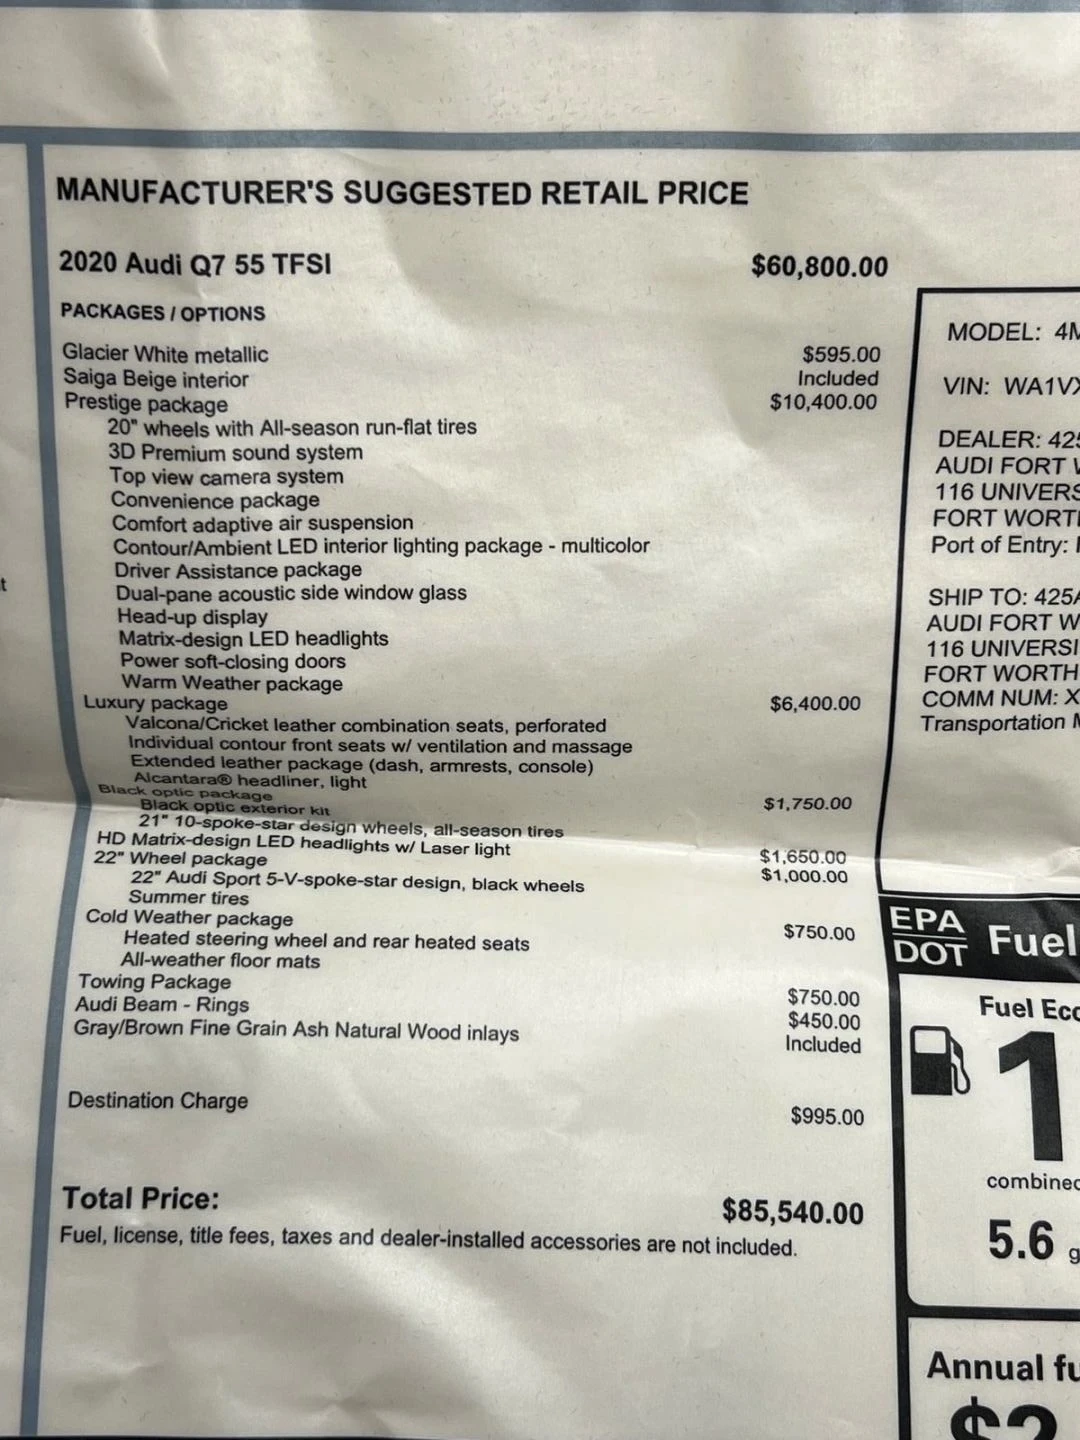 MANUFACTURER'S SUGGESTED RETAIL PRICE
2020 Audi Q7 55 TFSI $60,800.00
PACKAGES / OPTIONS
Glacier White metallic $595.00
Saiga Beige interior Included
Prestige package $10,400.00
20" wheels with All-season run-flat tires
3D Premium sound system
Top view camera system
Convenience package
Comfort adaptive air suspension
Contour/Ambient LED interior lighting package - multicolor
Driver Assistance package
Dual-pane acoustic side window glass
Head-up display
Matrix-design LED headlights
Power soft-closing doors
Warm Weather package
Luxury package $6,400.00
Valcona/Cricket leather combination seats, perforated
Individual contour front seats w/ ventilation and massage
Extended leather package (dash, armrests, console)
Alcantara® headliner, light
Black optic package $1,750.00
Black optic exterior kit
21" 10-spoke-star design wheels, all-season tires
HD Matrix-design LED headlights w/ Laser light $1,650.00
22" Wheel package $1,000.00
22" Audi Sport 5-V-spoke-star design, black wheels
Summer tires
Cold Weather package $750.00
Heated steering wheel and rear heated seats
All-weather floor mats
Towing Package $750.00
Audi Beam - Rings $450.00
Gray/Brown Fine Grain Ash Natural Wood inlays Included
Destination Charge $995.00
Total Price: $85,540.00
Fuel, license, title fees, taxes and dealer-installed accessories are not included.
t
MODEL: 4M
VIN: WA1VX
DEALER: 425
AUDI FORT W
116 UNIVERS
FORT WORTH
Port of Entry:
SHIP TO: 425A
AUDI FORT W
116 UNIVERSI
FORT WORTH
COMM NUM: X
Transportation M
EPA
DOT Fuel
Fuel Eco
1
combined
5.6 g
Annual fu
$2